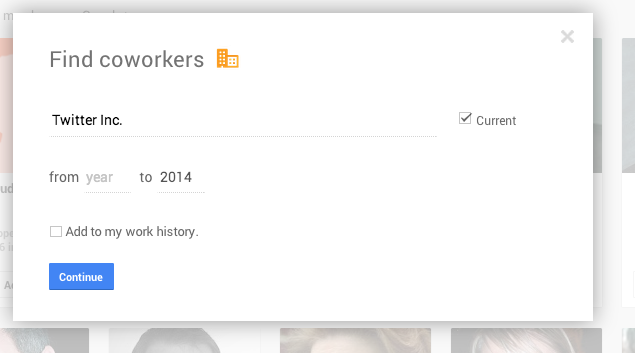 Find coworkers
Twitter Inc.
Current
from year to 2014
Add to my work history.
Continue